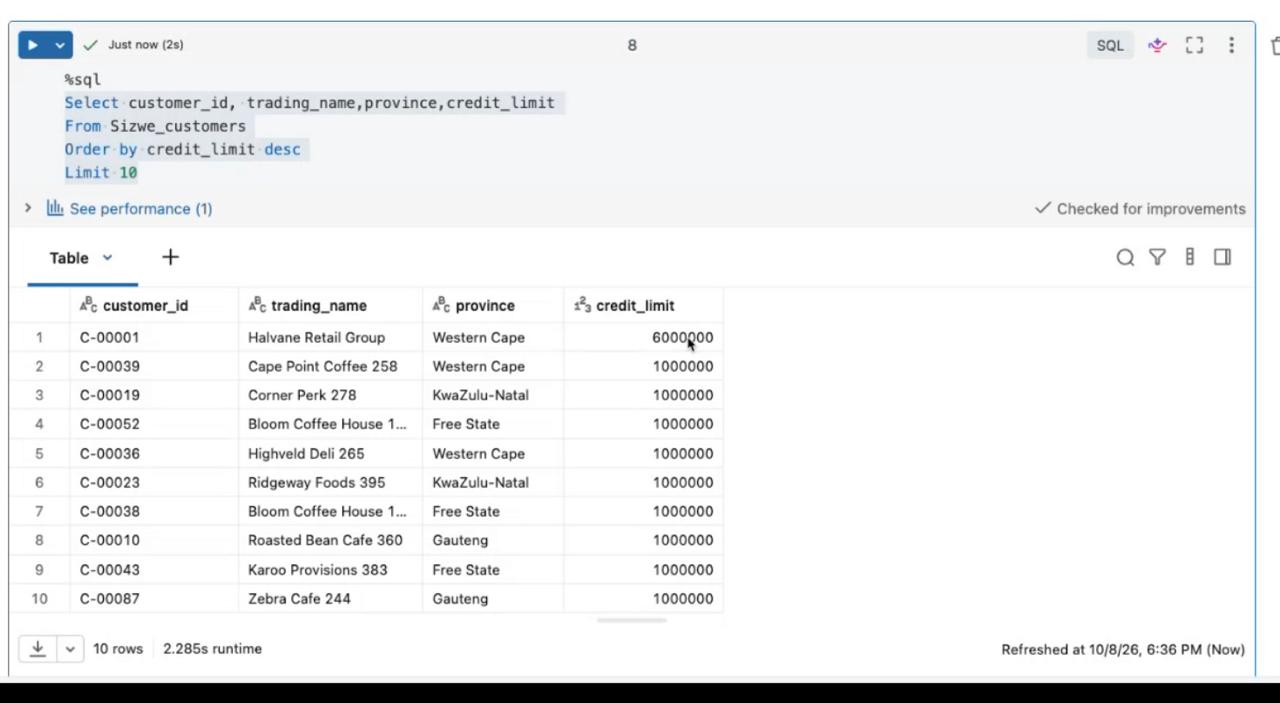 Just now (2s)
8
SQL
%sql
Select customer_id, trading_name,province,credit_limit
From Sizwe_customers
Order by credit_limit desc
Limit 10
See performance (1)
Checked for improvements
Table
customer_id trading_name province credit_limit
1 C-00001 Halvane Retail Group Western Cape 6000000
2 C-00039 Cape Point Coffee 258 Western Cape 1000000
3 C-00019 Corner Perk 278 KwaZulu-Natal 1000000
4 C-00052 Bloom Coffee House 1... Free State 1000000
5 C-00036 Highveld Deli 265 Western Cape 1000000
6 C-00023 Ridgeway Foods 395 KwaZulu-Natal 1000000
7 C-00038 Bloom Coffee House 1... Free State 1000000
8 C-00010 Roasted Bean Cafe 360 Gauteng 1000000
9 C-00043 Karoo Provisions 383 Free State 1000000
10 C-00087 Zebra Cafe 244 Gauteng 1000000
10 rows 2.285s runtime
Refreshed at 10/8/26, 6:36 PM (Now)